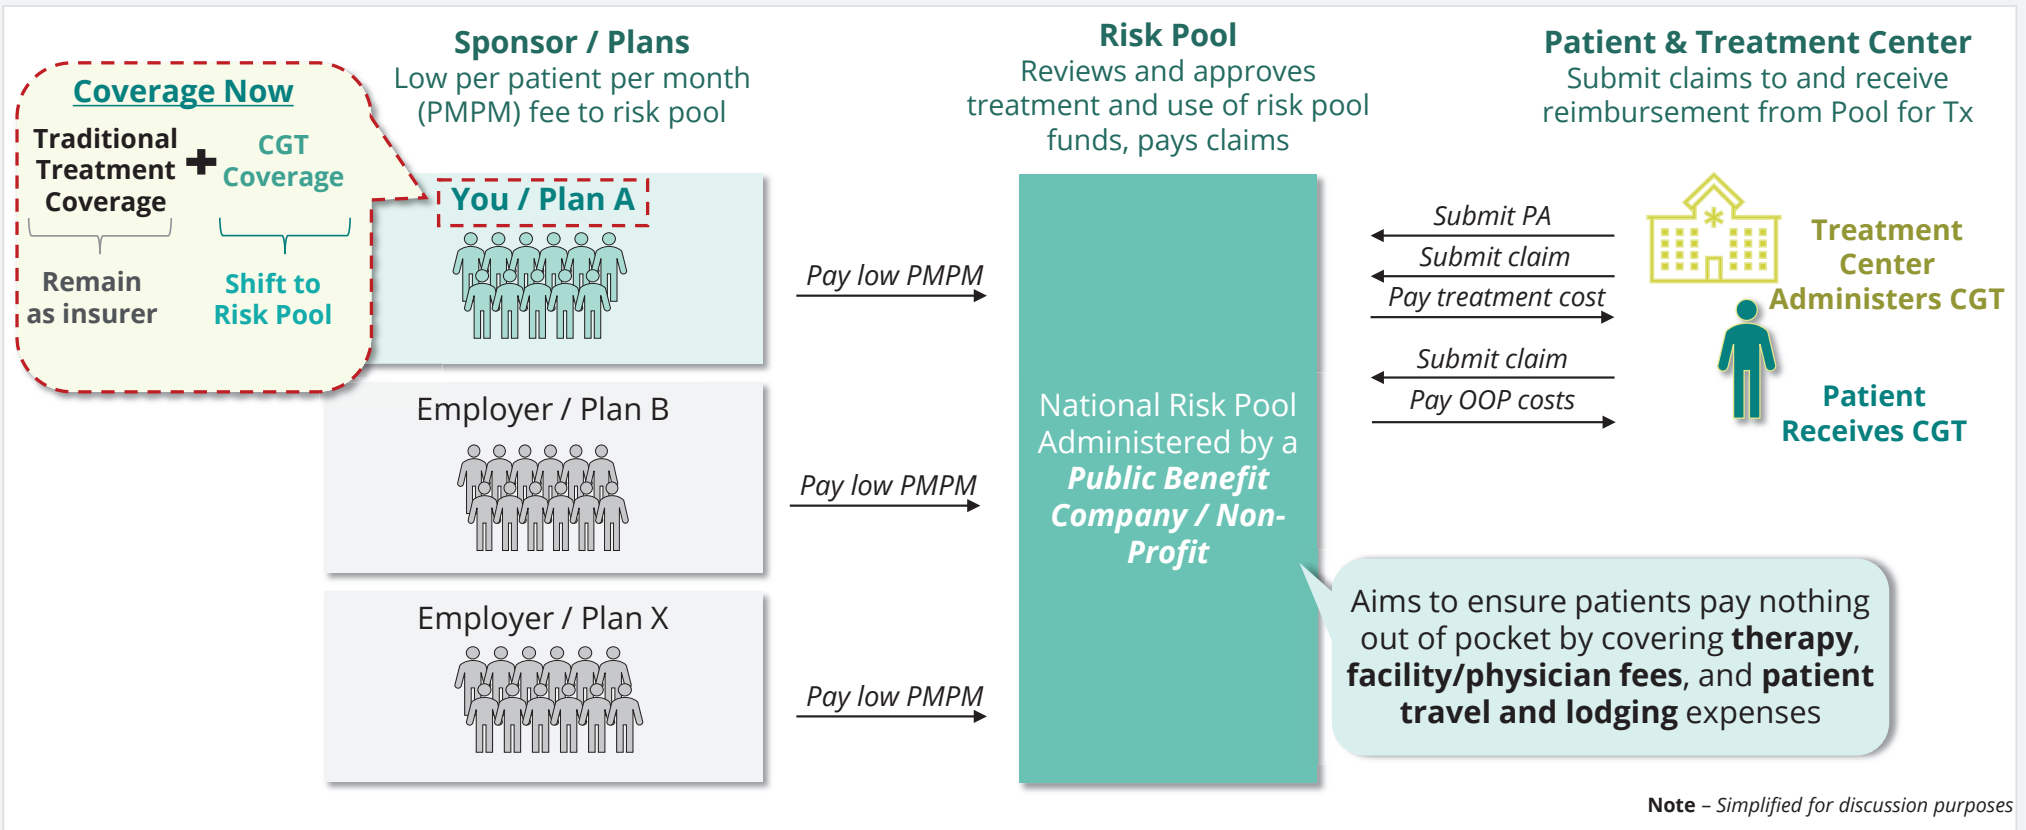 Coverage Now
Traditional
Treatment
Coverage
CGT
Coverage
Remain
as insurer
Shift to
Risk Pool
Sponsor / Plans
Low per patient per month
(PMPM) fee to risk pool
You / Plan A
Pay low PMPM
Employer / Plan B
Pay low PMPM
Employer / Plan X
Pay low PMPM
Risk Pool
Reviews and approves
treatment and use of risk pool
funds, pays claims
National Risk Pool
Administered by a
Public Benefit
Company / Non-
Profit
Patient & Treatment Center
Submit claims to and receive
reimbursement from Pool for Tx
Submit PA
Submit claim
Pay treatment cost
Treatment
Center
Administers CGT
Submit claim
Pay OOP costs
Patient
Receives CGT
Aims to ensure patients pay nothing
out of pocket by covering therapy,
facility/physician fees, and patient
travel and lodging expenses
Note – Simplified for discussion purposes